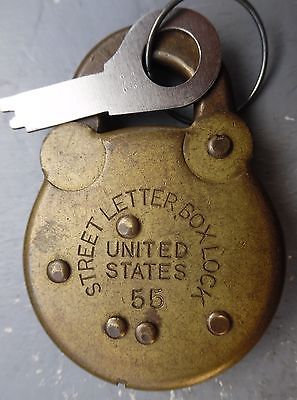 STREET LETTER BOX LOCK
UNITED
STATES
55